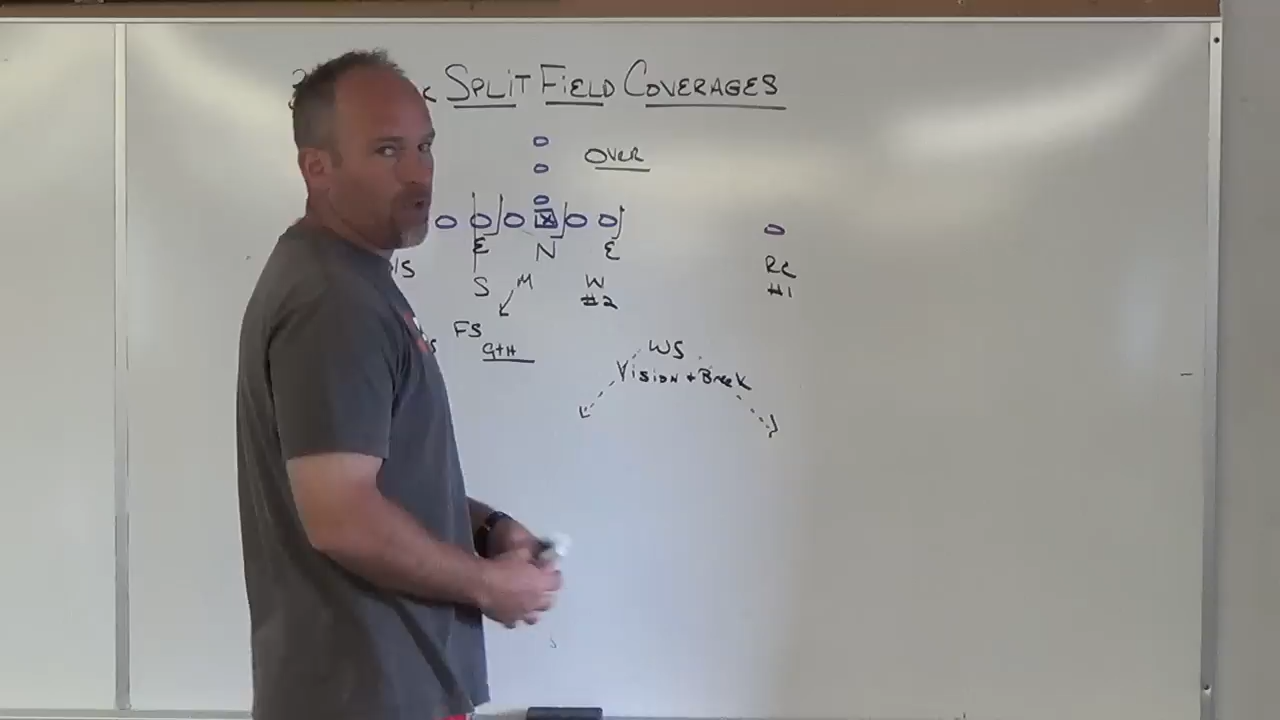 SPLIT FIELD COVERAGES
OVER
X
E N E
S M W
#2
RC
#1
FS
9TH
WS
VISION + BREAK